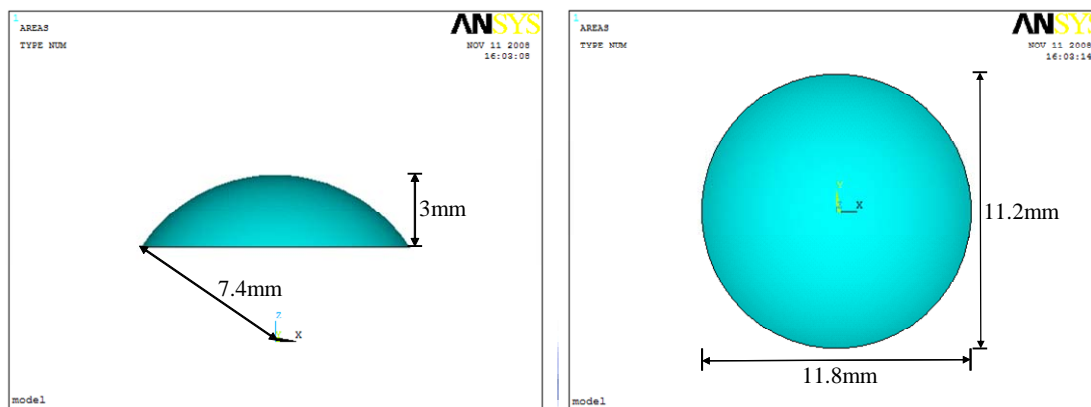 1
AREAS
TYPE NUM
ANSYS
NOV 11 2008
16:03:08
3mm
7.4mm
Z
X
model
1
AREAS
TYPE NUM
ANSYS
NOV 11 2008
16:03:14
Y
X
11.2mm
11.8mm
model